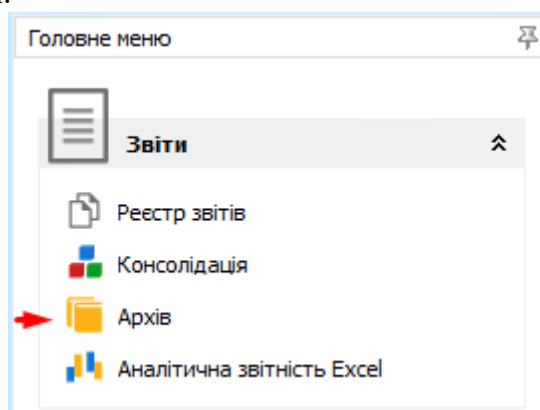 Головне меню
Звіти
Реєстр звітів
Консолідація
Архів
Аналітична звітність Excel